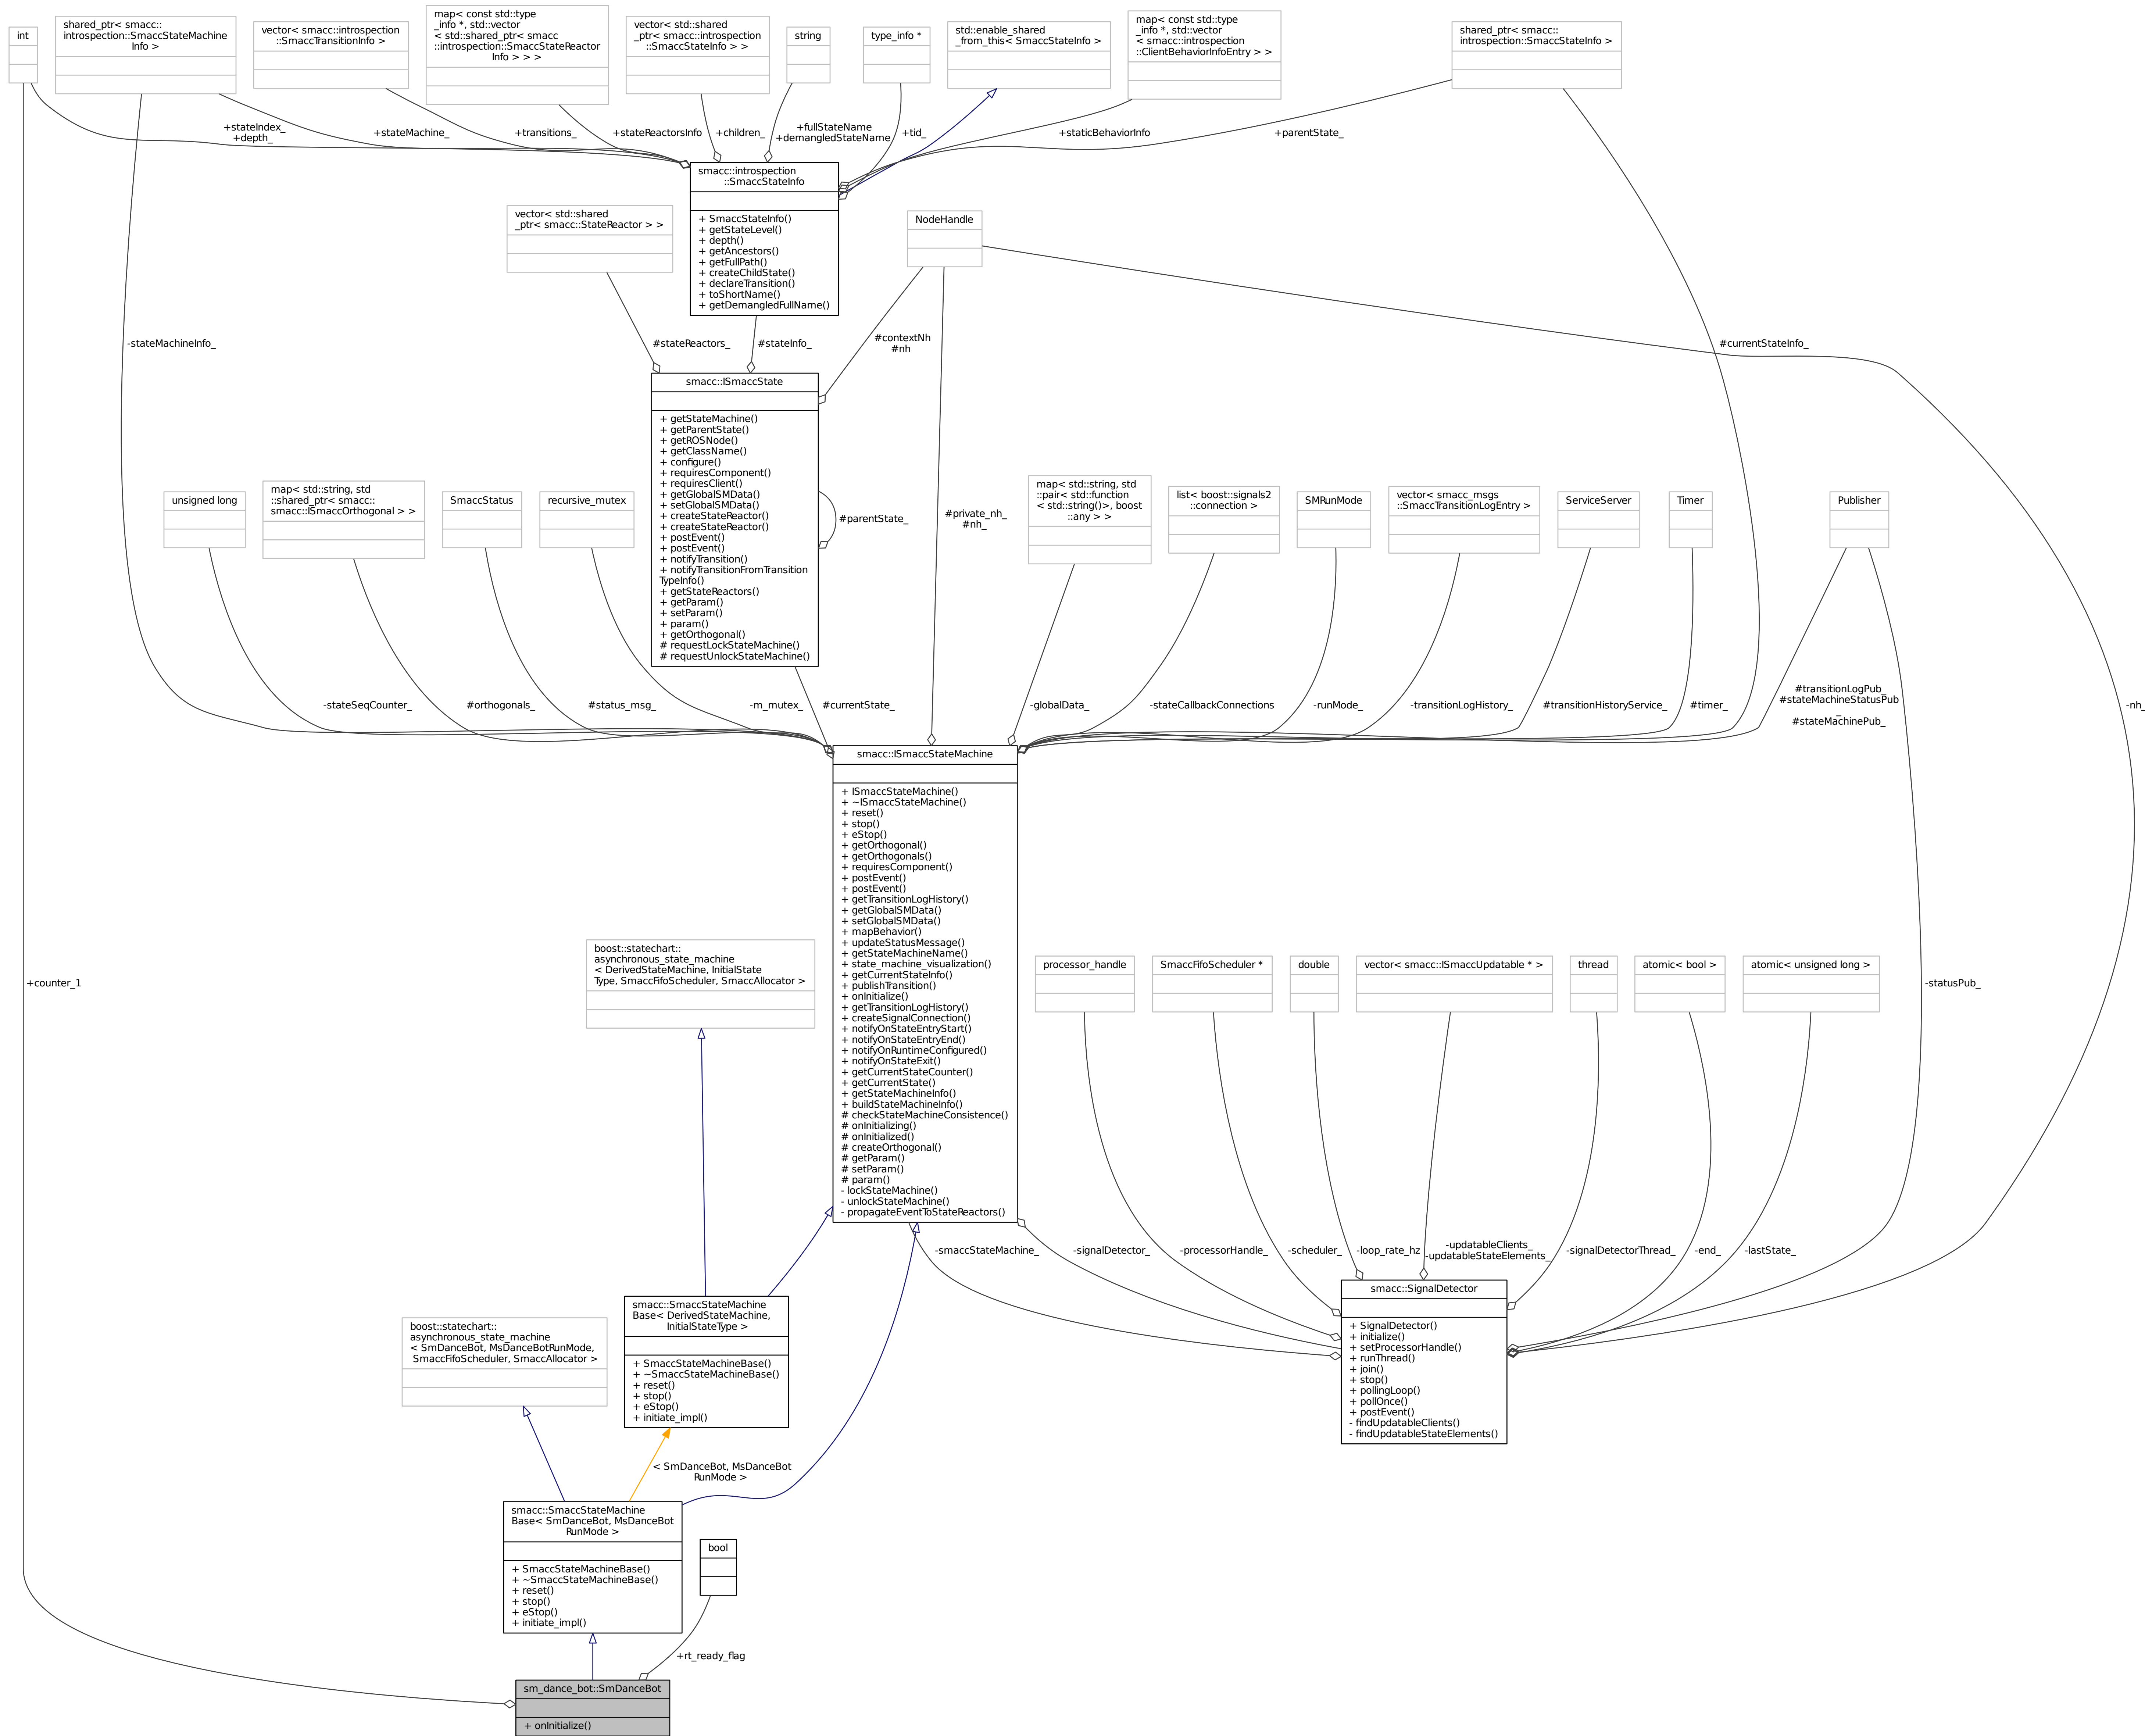 int
shared_ptr< smacc::
introspection::SmaccStateMachine
Info >
vector< smacc::introspection
::SmaccTransitionInfo >
map< const std::type
_info *, std::vector
< std::shared_ptr< smacc
::introspection::SmaccStateReactor
Info > > >
vector< std::shared
_ptr< smacc::introspection
::SmaccStateInfo > >
string
type_info *
std::enable_shared
_from_this< SmaccStateInfo >
map< const std::type
_info *, std::vector
< smacc::introspection
::ClientBehaviorInfoEntry > >
shared_ptr< smacc::
introspection::SmaccStateInfo >
+stateIndex_
+depth_
+stateMachine_
+transitions_
+stateReactorsInfo
+children_
+fullStateName
+demangledStateName
+tid_
+staticBehaviorInfo
+parentState_
smacc::introspection
::SmaccStateInfo
+ SmaccStateInfo()
+ getStateLevel()
+ depth()
+ getAncestors()
+ getFullPath()
+ createChildState()
+ declareTransition()
+ toShortName()
+ getDemangledFullName()
vector< std::shared
_ptr< smacc::StateReactor > >
NodeHandle
-stateMachineInfo_
#stateReactors_
#stateInfo_
#contextNh
#nh
#currentStateInfo_
smacc::ISmaccState
+ getStateMachine()
+ getParentState()
+ getROSNode()
+ getClassName()
+ configure()
+ requiresComponent()
+ requiresClient()
+ getGlobalSMData()
+ setGlobalSMData()
+ createStateReactor()
+ createStateReactor()
+ postEvent()
+ postEvent()
+ notifyTransition()
+ notifyTransitionFromTransition
TypeInfo()
+ getStateReactors()
+ getParam()
+ setParam()
+ param()
+ getOrthogonal()
# requestLockStateMachine()
# requestUnlockStateMachine()
#parentState_
#private_nh_
#nh_
unsigned long
map< std::string, std
::shared_ptr< smacc::
smacc::ISmaccOrthogonal > >
SmaccStatus
recursive_mutex
map< std::string, std
::pair< std::function
< std::string()>, boost
::any > >
list< boost::signals2
::connection >
SMRunMode
vector< smacc_msgs
::SmaccTransitionLogEntry >
ServiceServer
Timer
Publisher
-stateSeqCounter_
#orthogonals_
#status_msg_
-m_mutex_
#currentState_
-globalData_
-stateCallbackConnections
-runMode_
-transitionLogHistory_
#transitionHistoryService_
#timer_
#transitionLogPub_
#stateMachineStatusPub
_
#stateMachinePub_
-nh_
smacc::ISmaccStateMachine
+ ISmaccStateMachine()
+ ~ISmaccStateMachine()
+ reset()
+ stop()
+ eStop()
+ getOrthogonal()
+ getOrthogonals()
+ requiresComponent()
+ postEvent()
+ postEvent()
+ getTransitionLogHistory()
+ getGlobalSMData()
+ setGlobalSMData()
+ mapBehavior()
+ updateStatusMessage()
+ getStateMachineName()
+ state_machine_visualization()
+ getCurrentStateInfo()
+ publishTransition()
+ onInitialize()
+ getTransitionLogHistory()
+ createSignalConnection()
+ notifyOnStateEntryStart()
+ notifyOnStateEntryEnd()
+ notifyOnRuntimeConfigured()
+ notifyOnStateExit()
+ getCurrentStateCounter()
+ getCurrentState()
+ getStateMachineInfo()
+ buildStateMachineInfo()
# checkStateMachineConsistence()
# onInitializing()
# onInitialized()
# createOrthogonal()
# getParam()
# setParam()
# param()
- lockStateMachine()
- unlockStateMachine()
- propagateEventToStateReactors()
boost::statechart::
asynchronous_state_machine
< DerivedStateMachine, InitialState
Type, SmaccFifoScheduler, SmaccAllocator >
processor_handle
SmaccFifoScheduler *
double
vector< smacc::ISmaccUpdatable * >
thread
atomic< bool >
atomic< unsigned long >
+counter_1
-statusPub_
-smaccStateMachine_
-signalDetector_
-processorHandle_
-scheduler_
-loop_rate_hz
-updatableClients_
-updatableStateElements_
-signalDetectorThread_
-end_
-lastState_
smacc::SignalDetector
+ SignalDetector()
+ initialize()
+ setProcessorHandle()
+ runThread()
+ join()
+ stop()
+ pollingLoop()
+ pollOnce()
+ postEvent()
- findUpdatableClients()
- findUpdatableStateElements()
smacc::SmaccStateMachine
Base< DerivedStateMachine,
InitialStateType >
+ SmaccStateMachineBase()
+ ~SmaccStateMachineBase()
+ reset()
+ stop()
+ eStop()
+ initiate_impl()
boost::statechart::
asynchronous_state_machine
< SmDanceBot, MsDanceBotRunMode,
SmaccFifoScheduler, SmaccAllocator >
< SmDanceBot, MsDanceBot
RunMode >
smacc::SmaccStateMachine
Base< SmDanceBot, MsDanceBot
RunMode >
+ SmaccStateMachineBase()
+ ~SmaccStateMachineBase()
+ reset()
+ stop()
+ eStop()
+ initiate_impl()
bool
+rt_ready_flag
sm_dance_bot::SmDanceBot
+ onInitialize()